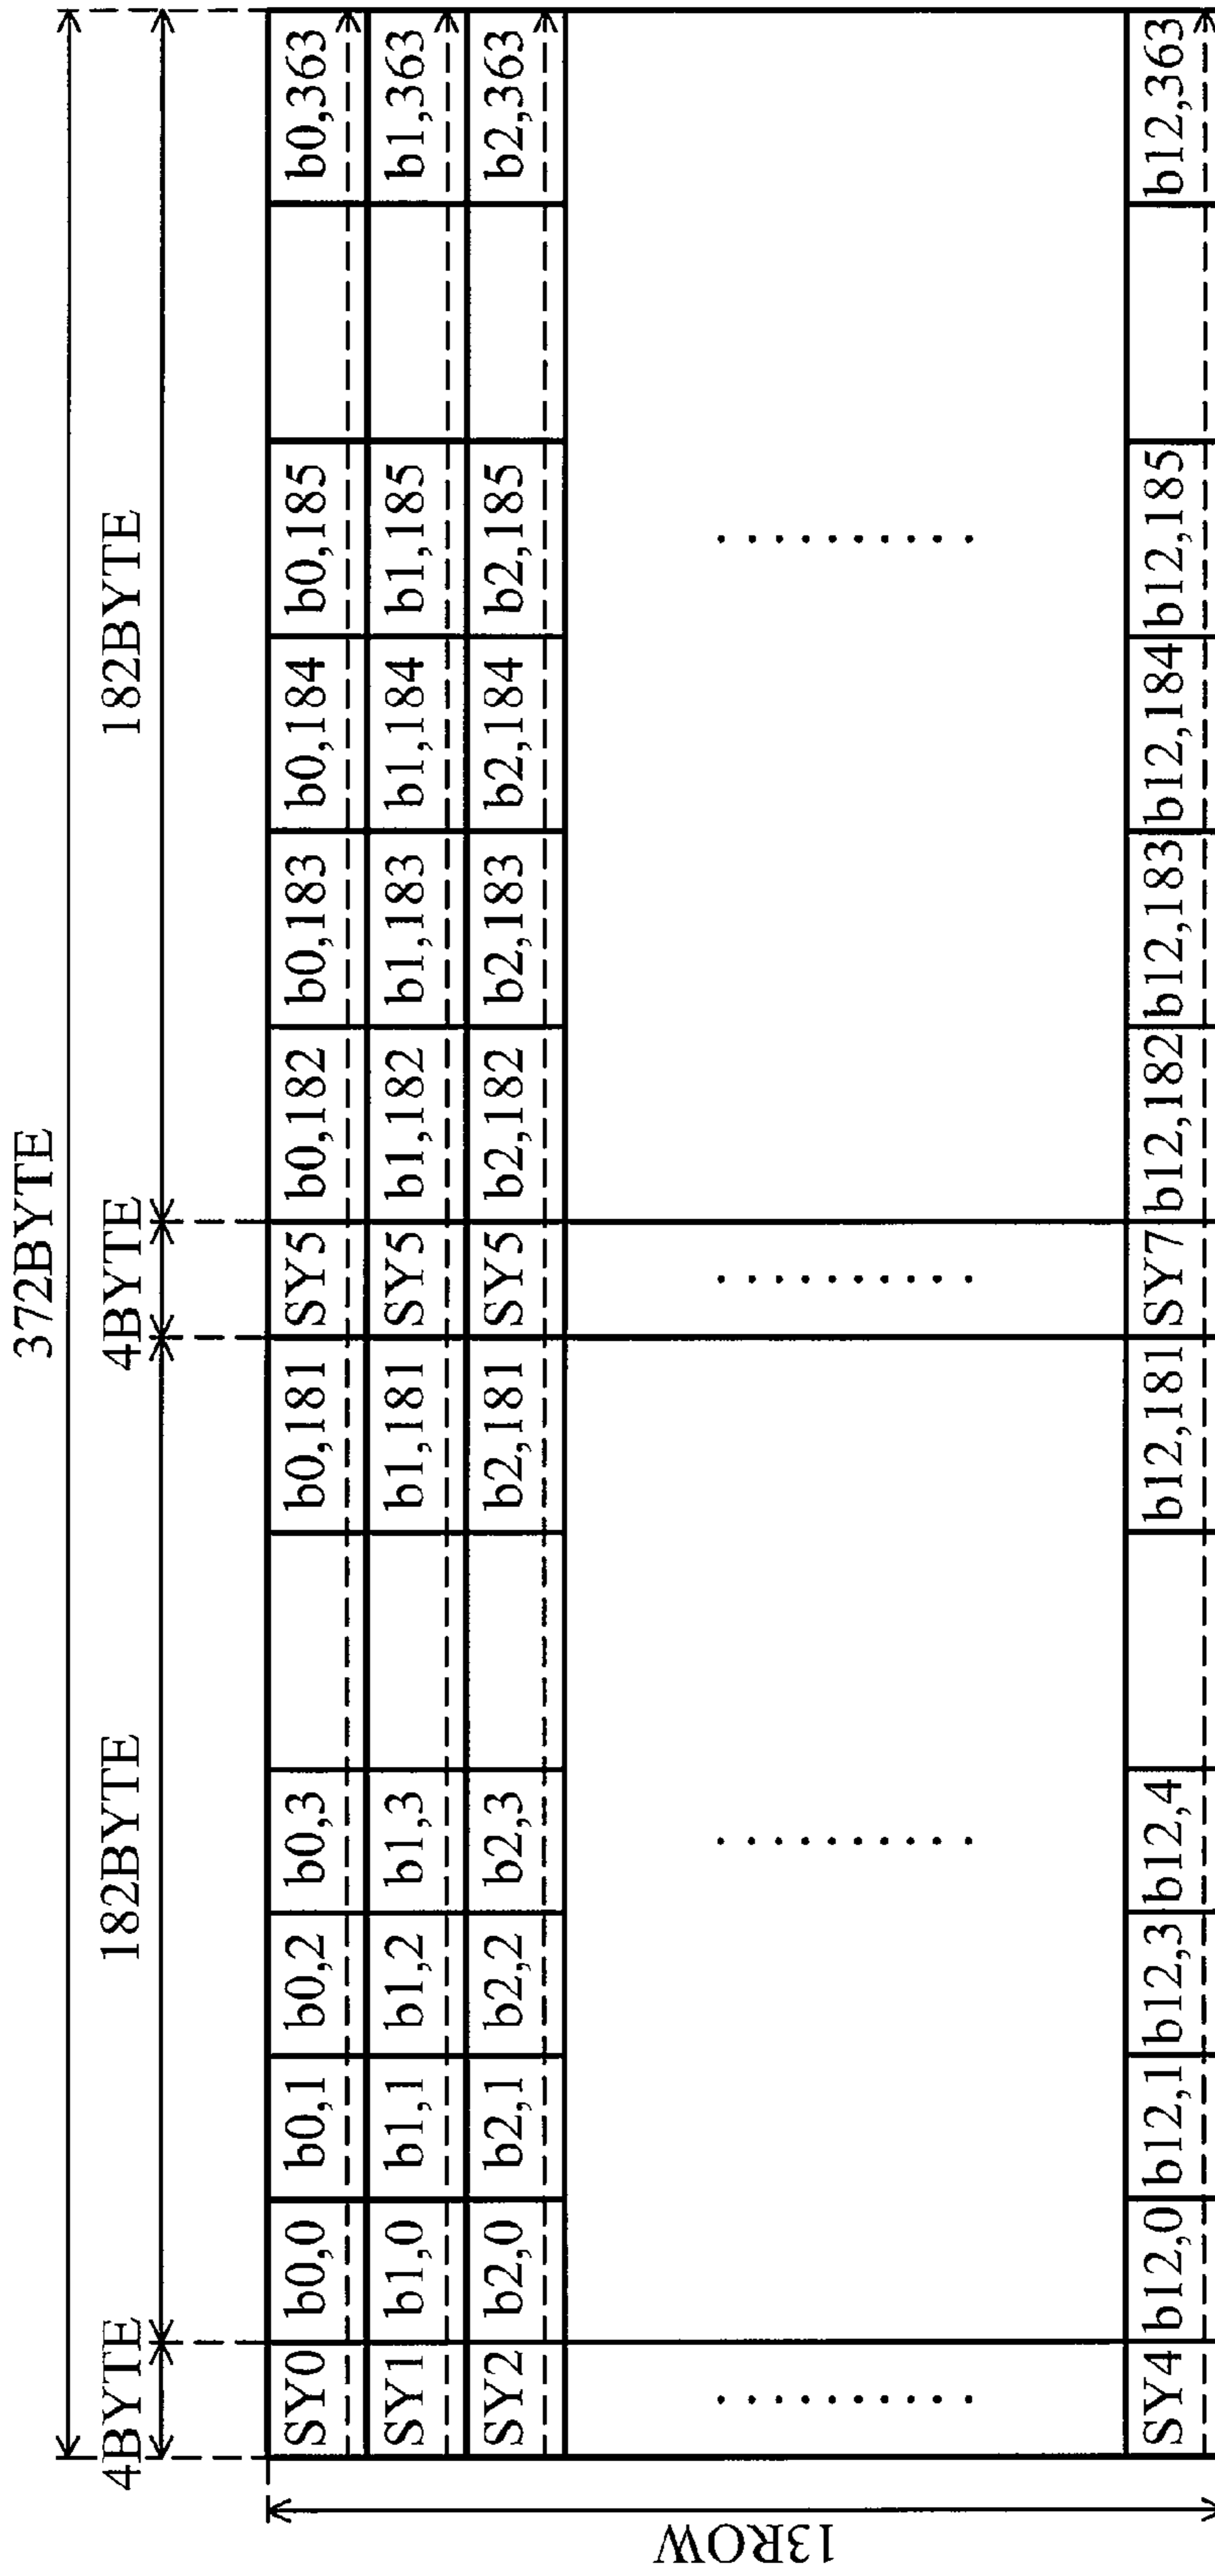 372BYTE
4BYTE 182BYTE 4BYTE 182BYTE
SY0 b0,0 b0,1 b0,2 b0,3 b0,181 SY5 b0,182 b0,183 b0,184 b0,185 b0,363
SY1 b1,0 b1,1 b1,2 b1,3 b1,181 SY5 b1,182 b1,183 b1,184 b1,185 b1,363
SY2 b2,0 b2,1 b2,2 b2,3 b2,181 SY5 b2,182 b2,183 b2,184 b2,185 b2,363
SY4 b12,0 b12,1 b12,3 b12,4 b12,181 SY7 b12,182 b12,183 b12,184 b12,185 b12,363
13ROW